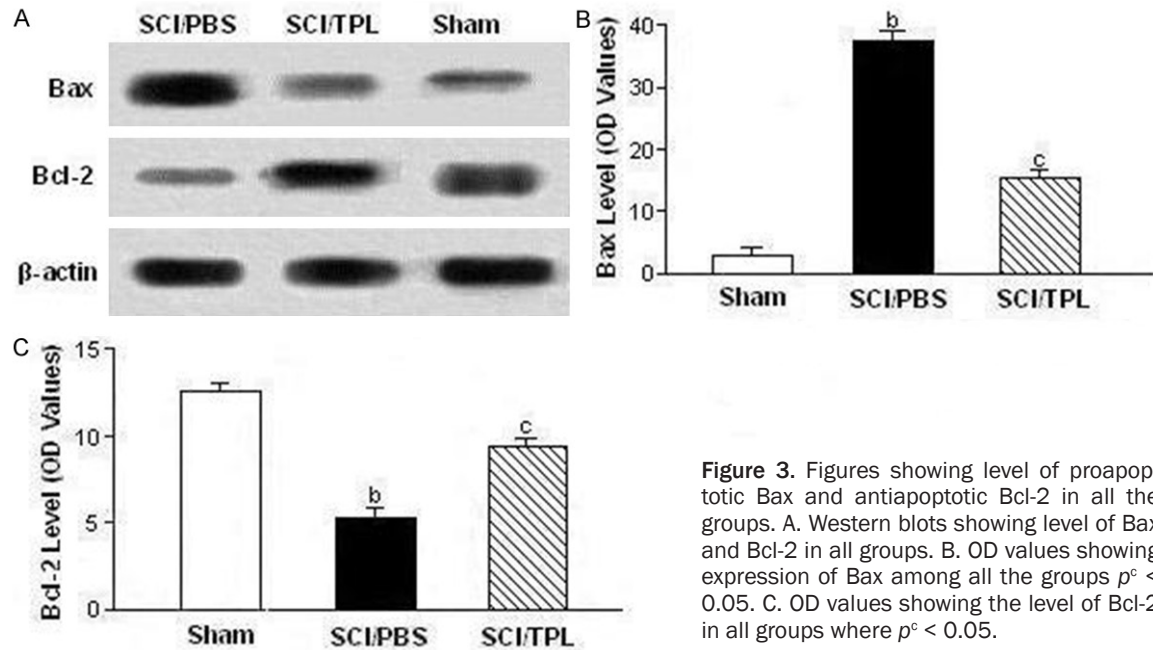 A
SCI/PBS SCI/TPL Sham
Bax
Bcl-2
β-actin
B
Bax Level (OD Values)
40
30
20
10
0
b
c
Sham SCI/PBS SCI/TPL
C
Bcl-2 Level (OD Values)
15
10
5
0
b
c
Sham SCI/PBS SCI/TPL
Figure 3. Figures showing level of proapop-
totic Bax and antiapoptotic Bcl-2 in all the
groups. A. Western blots showing level of Bax
and Bcl-2 in all groups. B. OD values showing
expression of Bax among all the groups pᶜ <
0.05. C. OD values showing the level of Bcl-2
in all groups where pᶜ < 0.05.